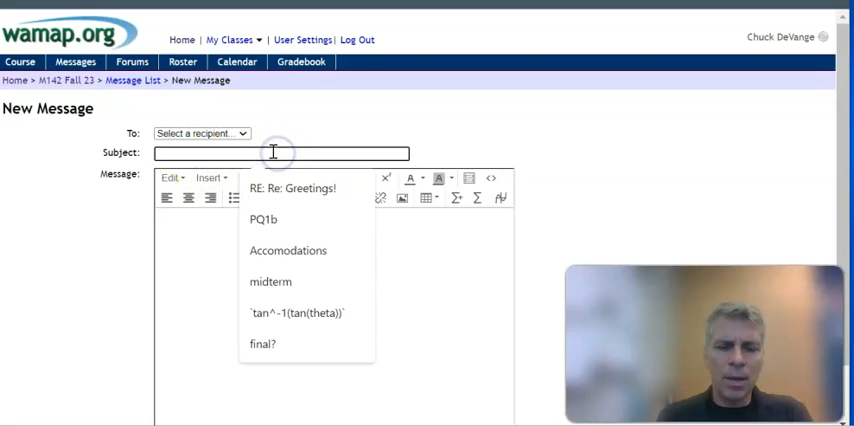 wamap.org
Home | My Classes | User Settings | Log Out
Chuck DeVange
Course Messages Forums Roster Calendar Gradebook
Home > M142 Fall 23 > Message List > New Message
New Message
To: Select a recipient...
Subject:
Message:
Edit Insert
RE: Re: Greetings!
PQ1b
Accomodations
midterm
`tan^-1(tan(theta))`
final?